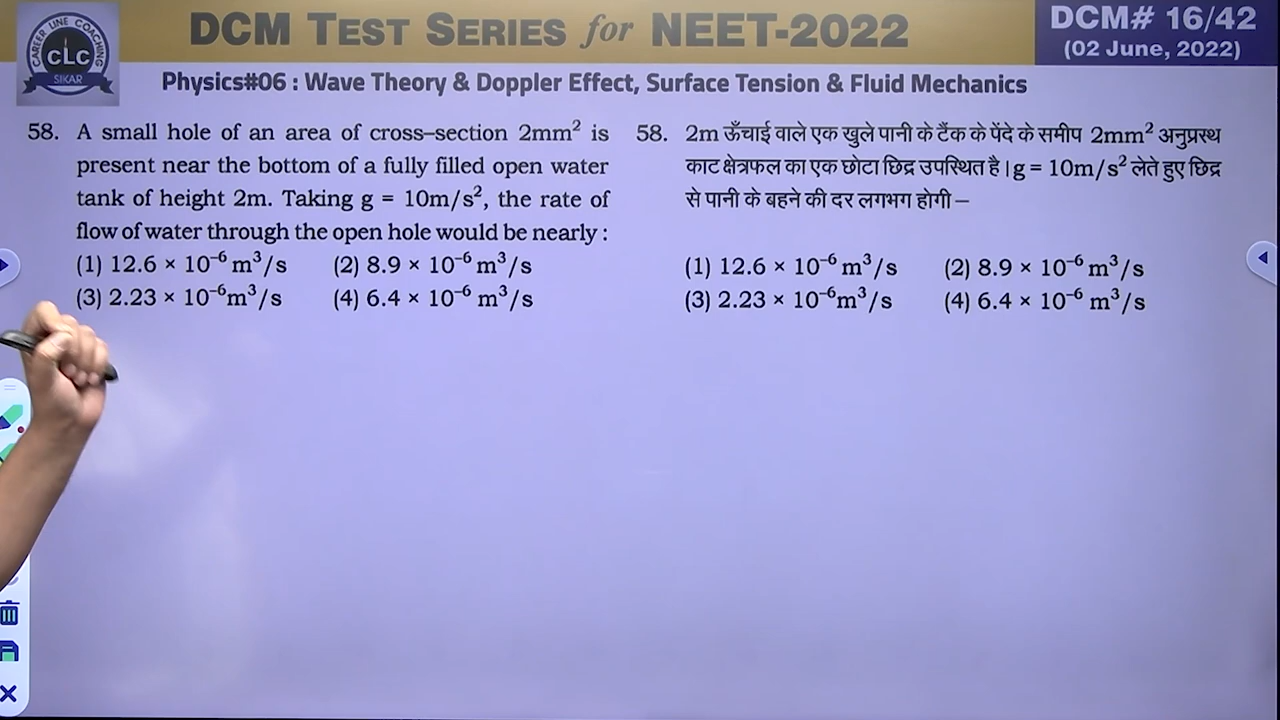 CAREER LINE COACHING
CLC
SIKAR
DCM TEST SERIES for NEET-2022
DCM# 16/42
(02 June, 2022)
Physics#06 : Wave Theory & Doppler Effect, Surface Tension & Fluid Mechanics
58. A small hole of an area of cross–section 2mm² is
present near the bottom of a fully filled open water
tank of height 2m. Taking g = 10m/s², the rate of
flow of water through the open hole would be nearly :
(1) 12.6 × 10⁻⁶ m³/s (2) 8.9 × 10⁻⁶ m³/s
(3) 2.23 × 10⁻⁶m³/s (4) 6.4 × 10⁻⁶ m³/s
58. 2m ऊँचाई वाले एक खुले पानी के टैंक के पेंदे के समीप 2mm² अनुप्रस्थ
काट क्षेत्रफल का एक छोटा छिद्र उपस्थित है। g = 10m/s² लेते हुए छिद्र
से पानी के बहने की दर लगभग होगी –
(1) 12.6 × 10⁻⁶ m³/s (2) 8.9 × 10⁻⁶ m³/s
(3) 2.23 × 10⁻⁶m³/s (4) 6.4 × 10⁻⁶ m³/s